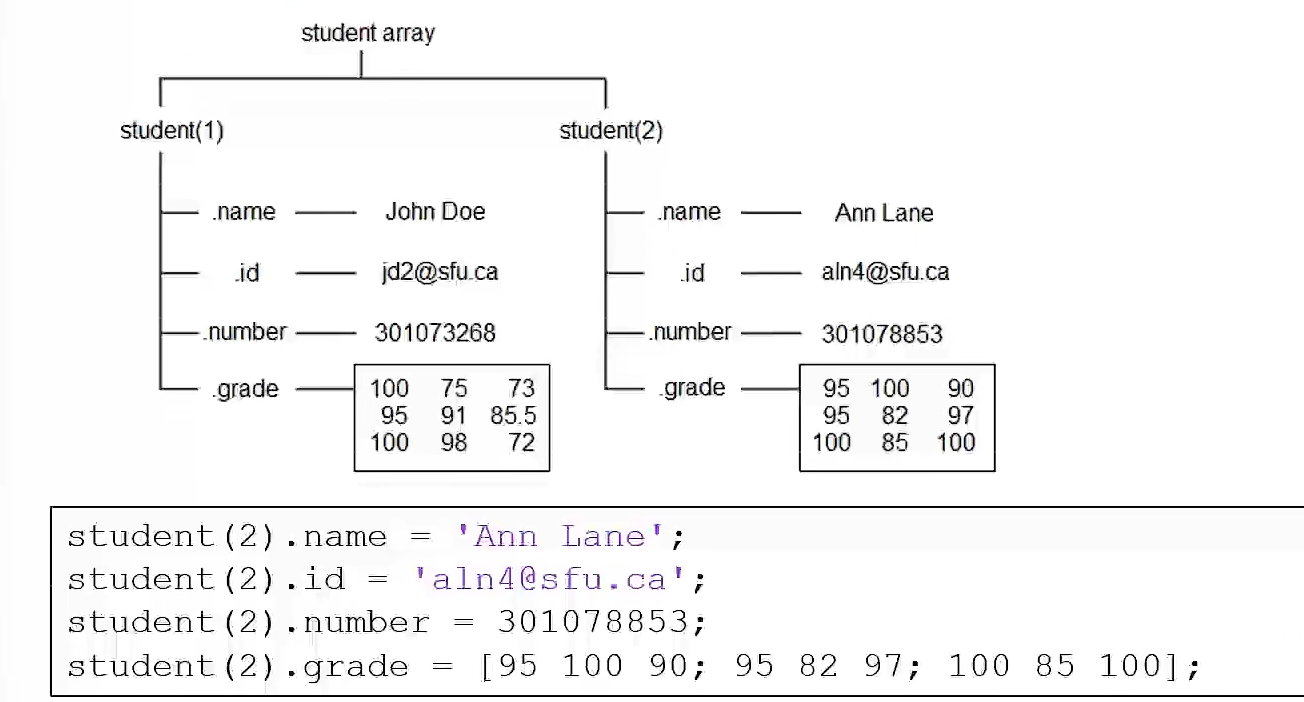 student array
student(1) student(2)
.name John Doe .name Ann Lane
.id jd2@sfu.ca .id aln4@sfu.ca
.number 301073268 .number 301078853
.grade 100 75 73 .grade 95 100 90
95 91 85.5 95 82 97
100 98 72 100 85 100
student(2).name = 'Ann Lane';
student(2).id = 'aln4@sfu.ca';
student(2).number = 301078853;
student(2).grade = [95 100 90; 95 82 97; 100 85 100];